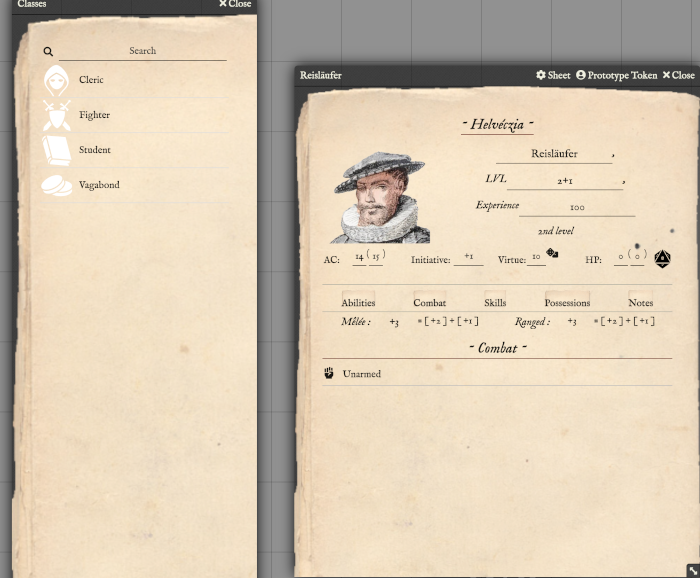 Classes
Close
Search
Cleric
Fighter
Student
Vagabond
Reisläufer
Sheet Prototype Token Close
~ Helvéczia ~
Reisläufer ,
LVL 2+1 ,
Experience 100
2nd level
AC: 14 ( 15 ) Initiative: +1 Virtue: 10 HP: 0 ( 0 )
Abilities Combat Skills Possessions Notes
Mêlée : +3 = [ +2 ] + [ +1 ] Ranged : +3 = [ +2 ] + [ +1 ]
~ Combat ~
Unarmed